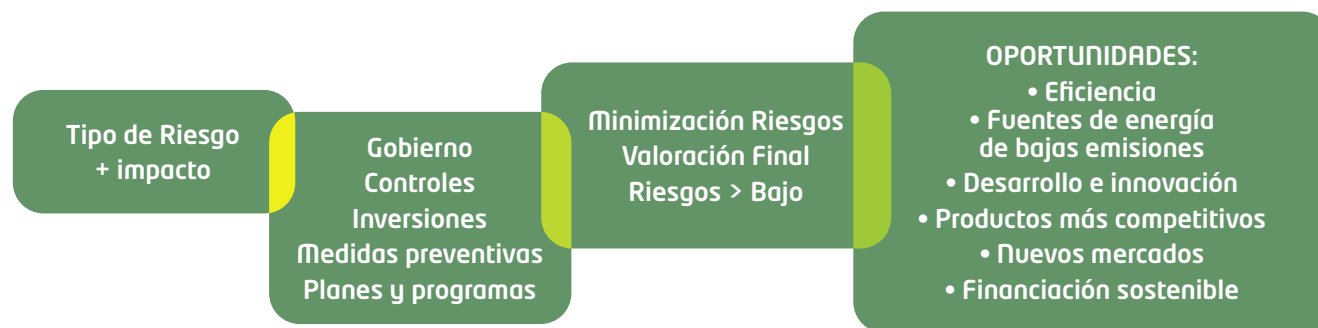 Tipo de Riesgo
+ impacto
Gobierno
Controles
Inversiones
Medidas preventivas
Planes y programas
Minimización Riesgos
Valoración Final
Riesgos > Bajo
OPORTUNIDADES:
• Eficiencia
• Fuentes de energía
de bajas emisiones
• Desarrollo e innovación
• Productos más competitivos
• Nuevos mercados
• Financiación sostenible